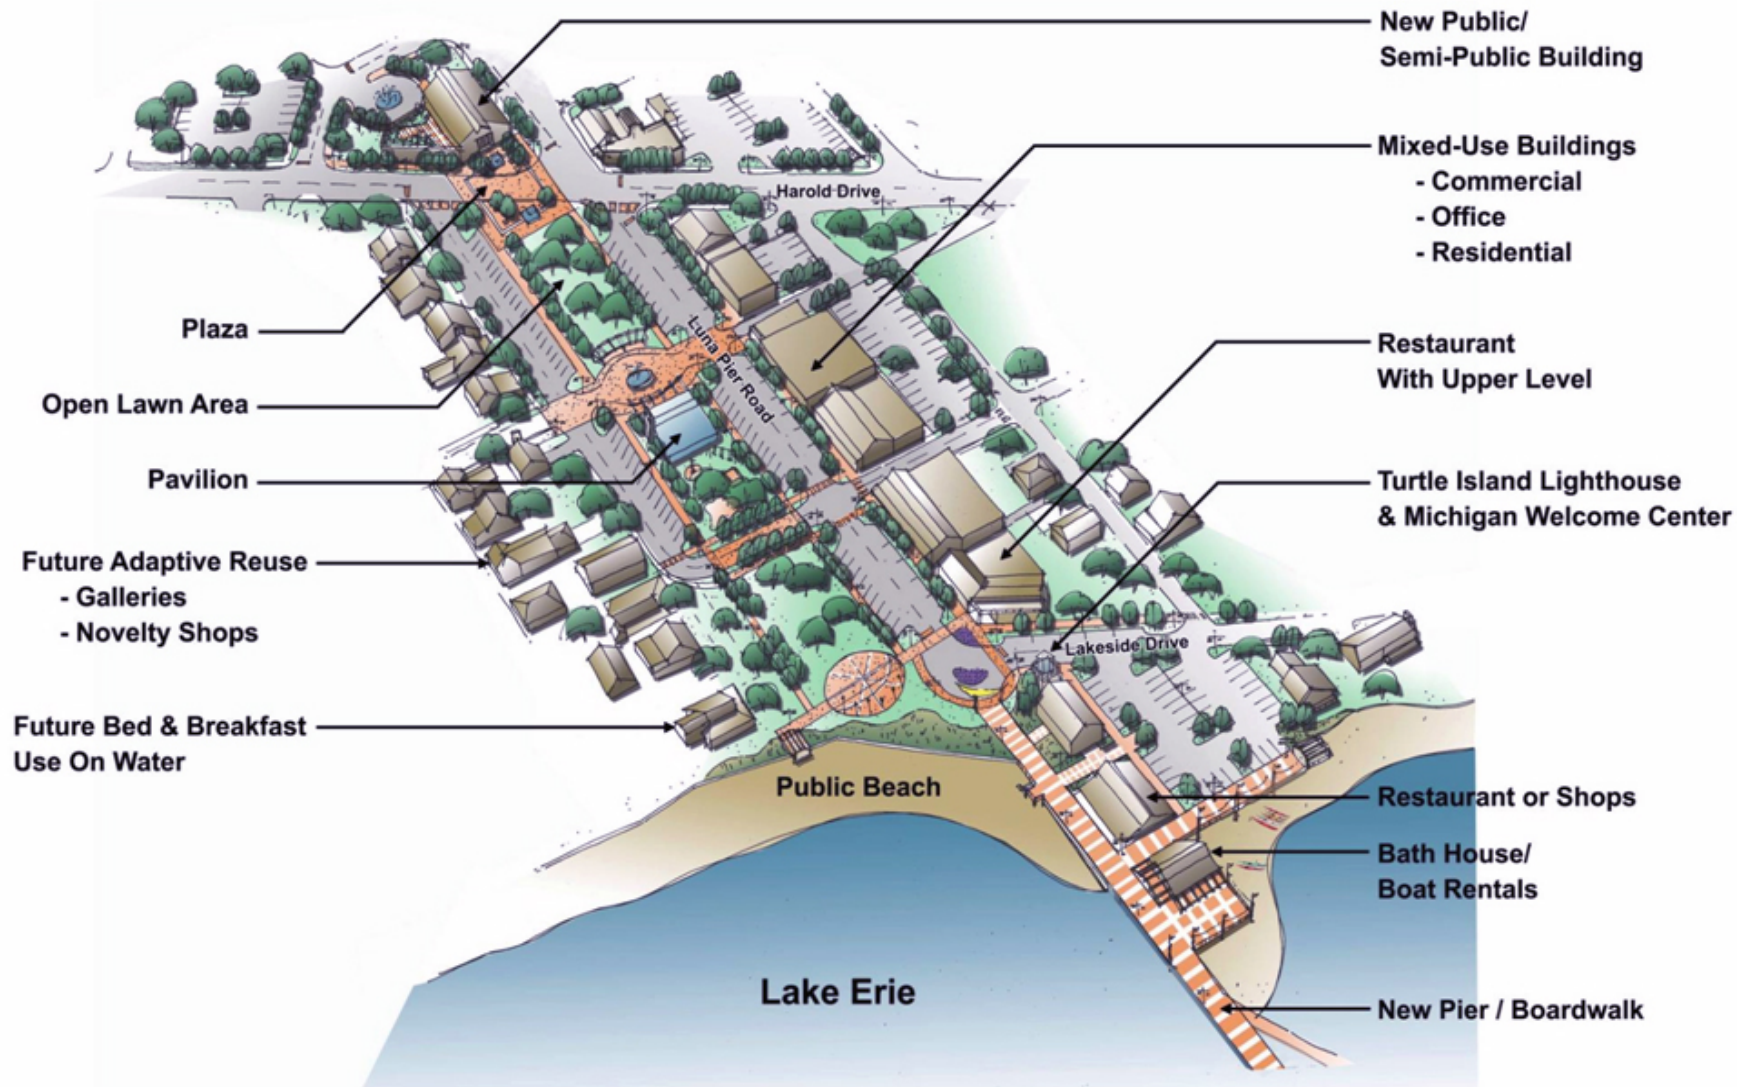 New Public/
Semi-Public Building
Mixed-Use Buildings
- Commercial
- Office
- Residential
Harold Drive
Plaza
Luna Pier Road
Open Lawn Area
Restaurant
With Upper Level
Pavilion
Turtle Island Lighthouse
& Michigan Welcome Center
Future Adaptive Reuse
- Galleries
- Novelty Shops
Lakeside Drive
Future Bed & Breakfast
Use On Water
Public Beach
Restaurant or Shops
Bath House/
Boat Rentals
Lake Erie
New Pier / Boardwalk